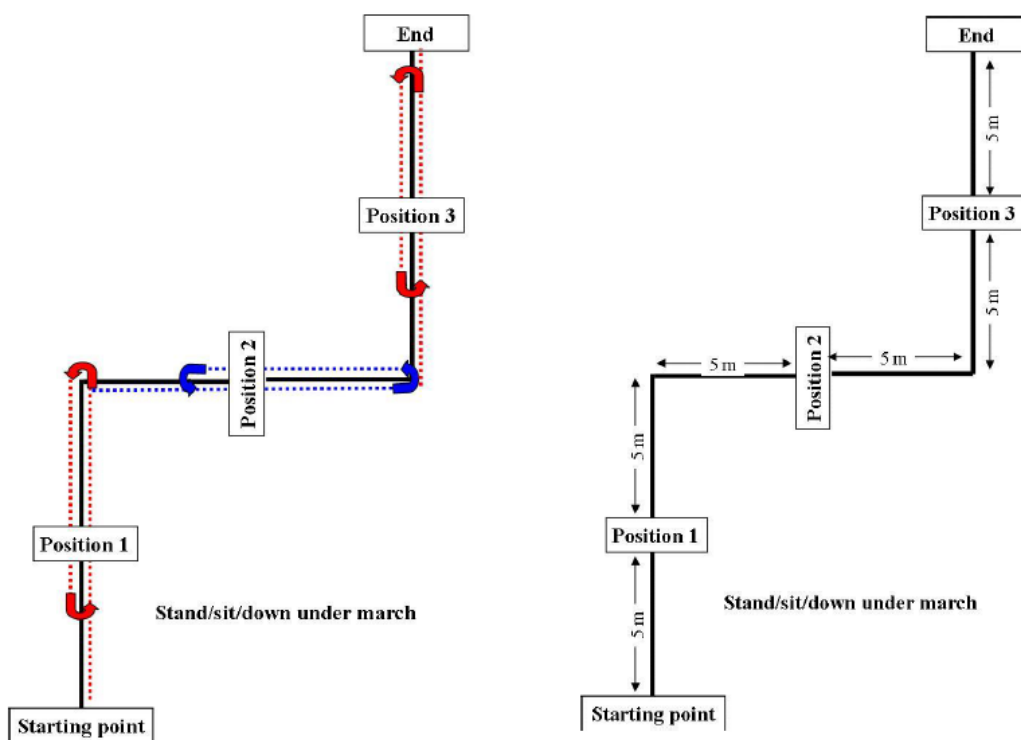 End
Position 3
Position 2
Position 1
Stand/sit/down under march
Starting point
End
5 m
Position 3
5 m
5 m
Position 2
5 m
5 m
Position 1
5 m
Stand/sit/down under march
Starting point